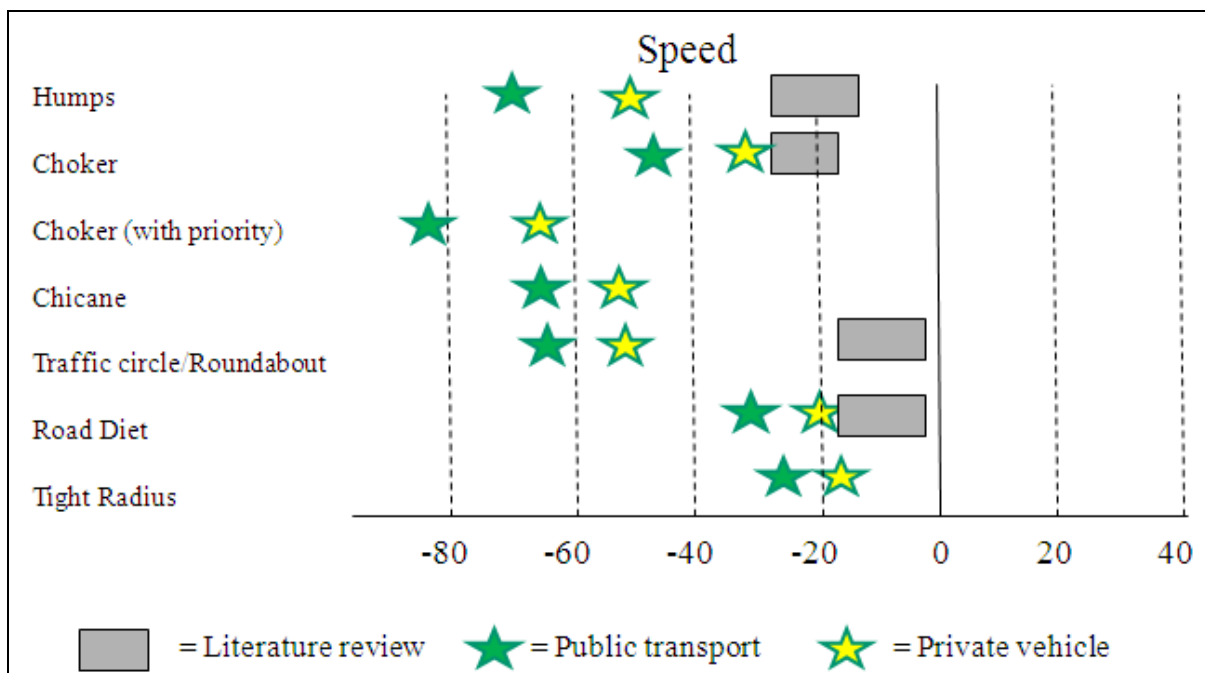 Speed
Humps
Choker
Choker (with priority)
Chicane
Traffic circle/Roundabout
Road Diet
Tight Radius
-80 -60 -40 -20 0 20 40
= Literature review = Public transport = Private vehicle